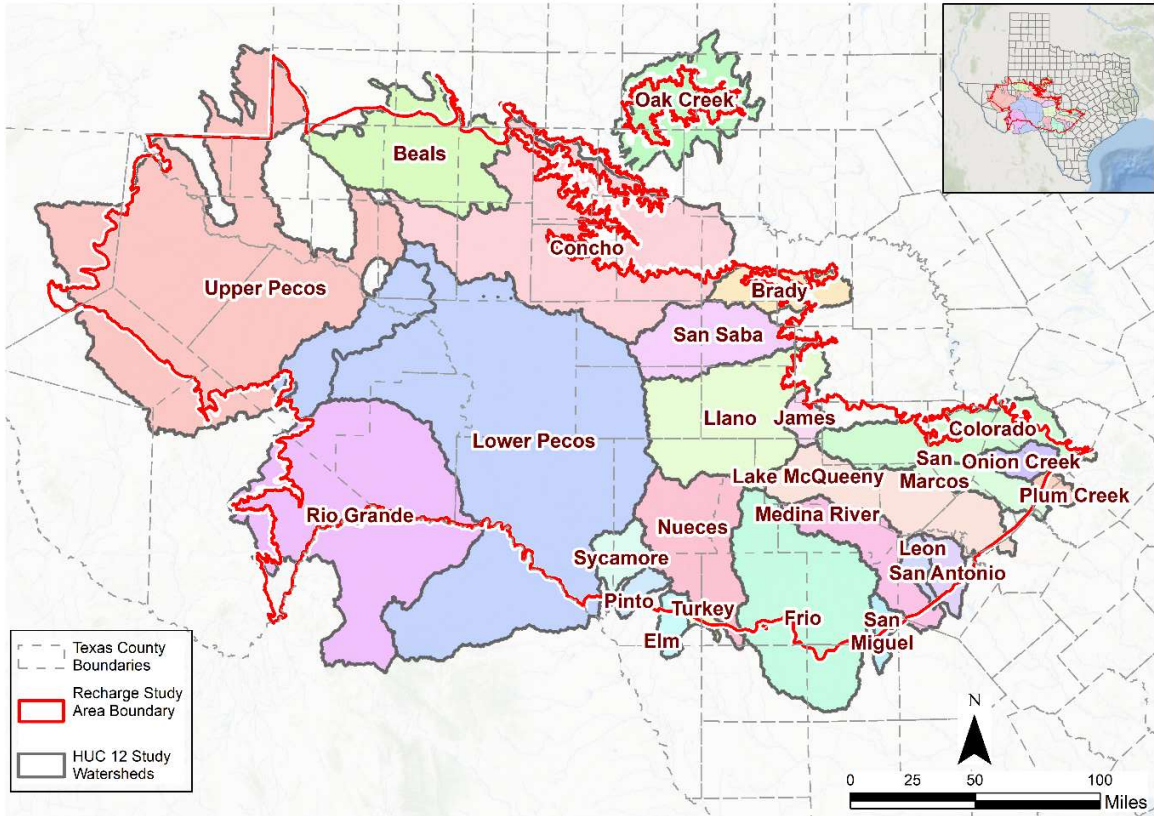 Oak Creek
Beals
Concho
Upper Pecos
Brady
San Saba
Llano
James
Colorado
Lower Pecos
San
Marcos
Onion Creek
Lake McQueeny
Plum Creek
Rio Grande
Nueces
Medina River
Leon
Sycamore
San Antonio
Pinto
Turkey
Frio
San
Miguel
Elm
Texas County
Boundaries
Recharge Study
Area Boundary
HUC 12 Study
Watersheds
N
0 25 50 100
Miles